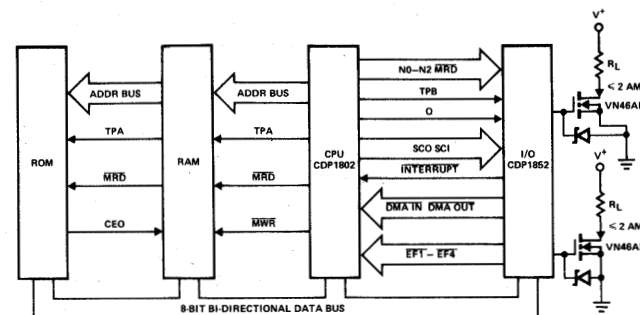 V+
RL
≤ 2 AM
VN46A
N0–N2 MRD
ADDR BUS
ADDR BUS
TPB
Q
TPA
TPA
CPU
CDP1802
I/O
CDP1852
ROM
RAM
SCO SCI
V+
INTERRUPT
MRD
MRD
DMA IN DMA OUT
RL
≤ 2 AM
CEO
MWR
EF1 – EF4
VN46A
8-BIT BI-DIRECTIONAL DATA BUS